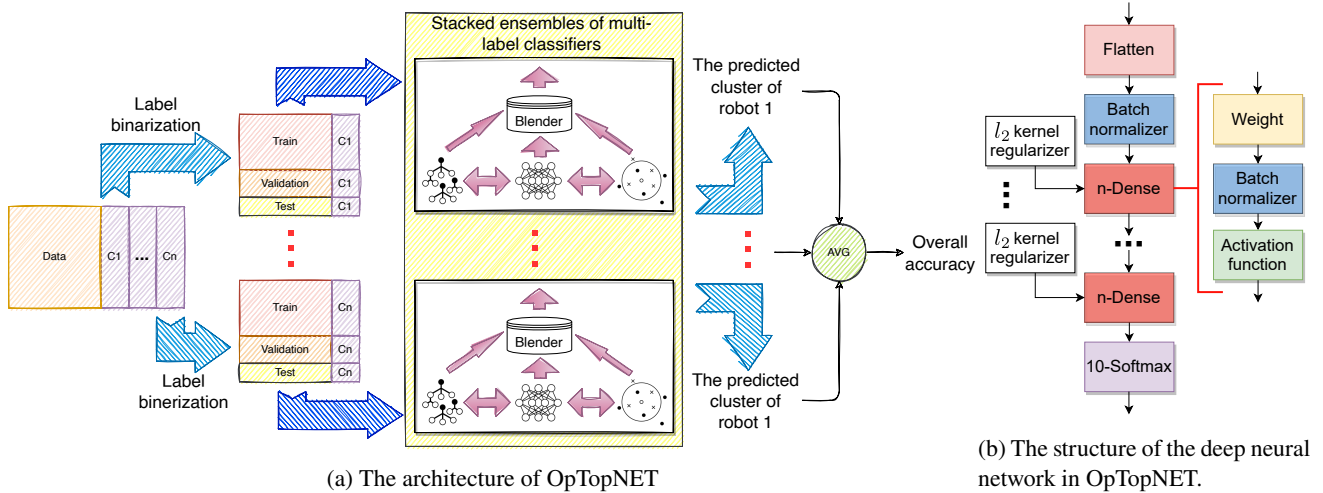 Stacked ensembles of multi-
label classifiers
Blender
Label
binarization
Train
C1
Validation
C1
Test
C1
Data
C1
...
Cn
Train
Cn
Validation
Cn
Test
Cn
Label
binerization
Blender
The predicted
cluster of
robot 1
AVG
Overall
accuracy
The predicted
cluster of
robot 1
(a) The architecture of OpTopNET
Flatten
Batch
normalizer
l2 kernel
regularizer
n-Dense
...
l2 kernel
regularizer
...
n-Dense
10-Softmax
Weight
Batch
normalizer
Activation
function
(b) The structure of the deep neural
network in OpTopNET.